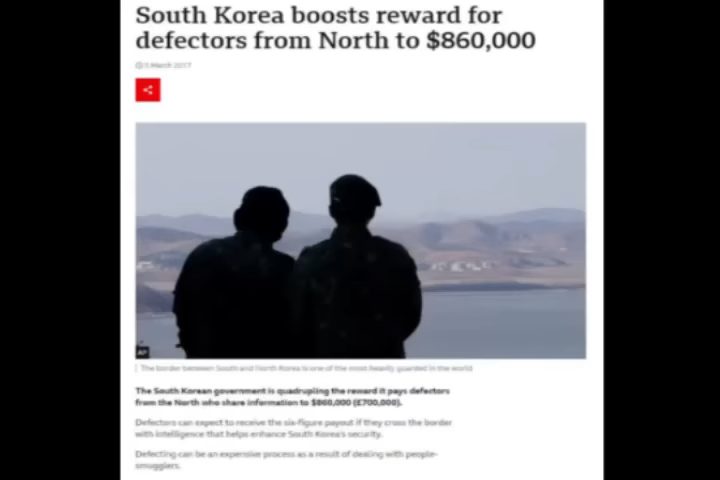 South Korea boosts reward for
defectors from North to $860,000
5 March 2017
AP
The border between South and North Korea is one of the most heavily guarded in the world
The South Korean government is quadrupling the reward it pays defectors
from the North who share information to $860,000 (£700,000).
Defectors can expect to receive the six-figure payout if they cross the border
with intelligence that helps enhance South Korea's security.
Defecting can be an expensive process as a result of dealing with people-
smugglers.